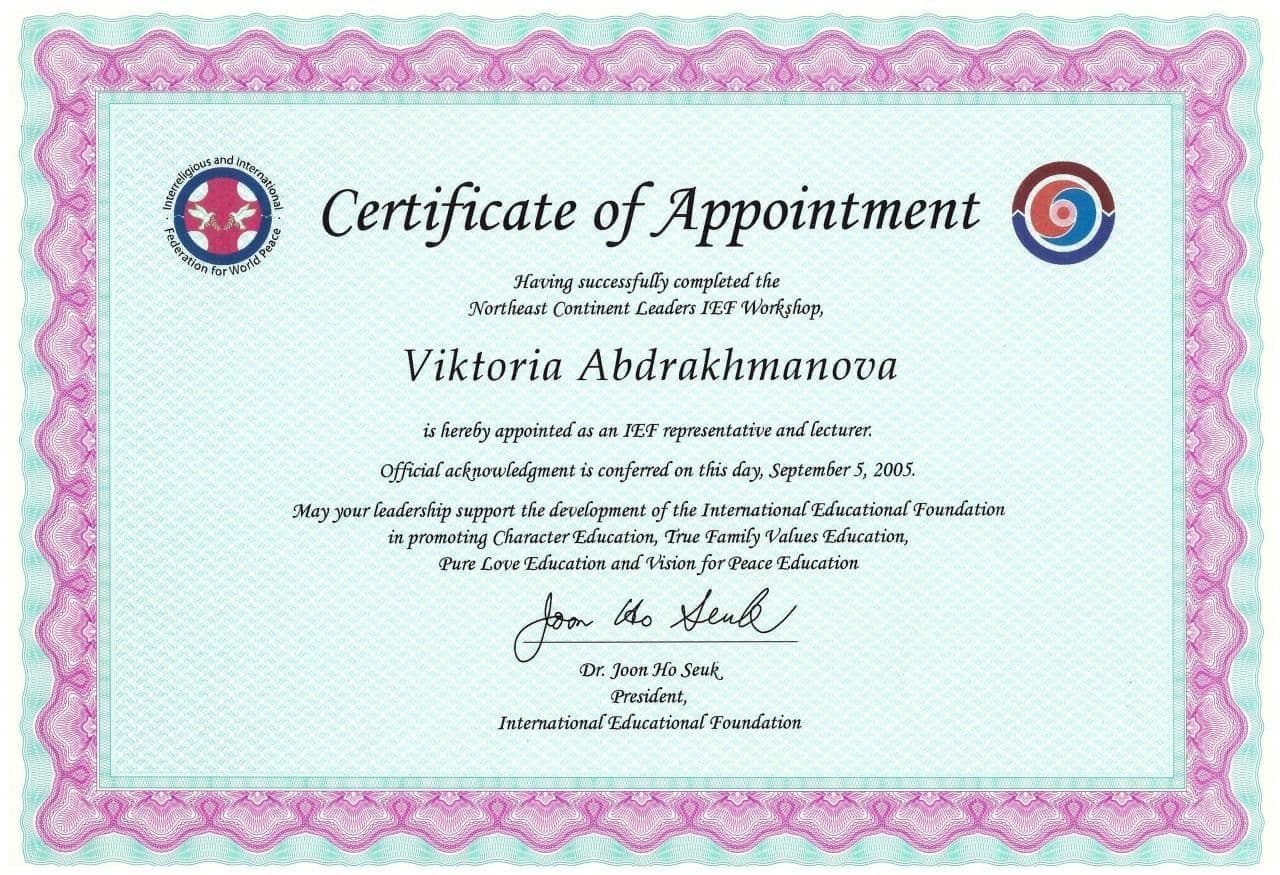 Interreligious and International
Federation for World Peace
Certificate of Appointment
Having successfully completed the
Northeast Continent Leaders IEF Workshop,
Viktoria Abdrakhmanova
is hereby appointed as an IEF representative and lecturer.
Official acknowledgment is conferred on this day, September 5, 2005.
May your leadership support the development of the International Educational Foundation
in promoting Character Education, True Family Values Education,
Pure Love Education and Vision for Peace Education
Joon Ho Seuk
Dr. Joon Ho Seuk
President,
International Educational Foundation